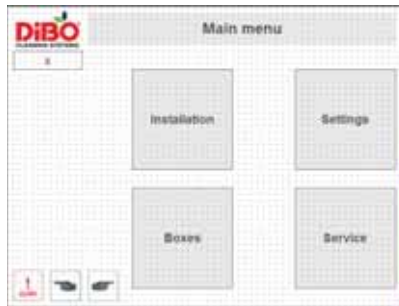 DiBO
CLEANING SYSTEMS
Main menu
x
Installation
Settings
Boxes
Service